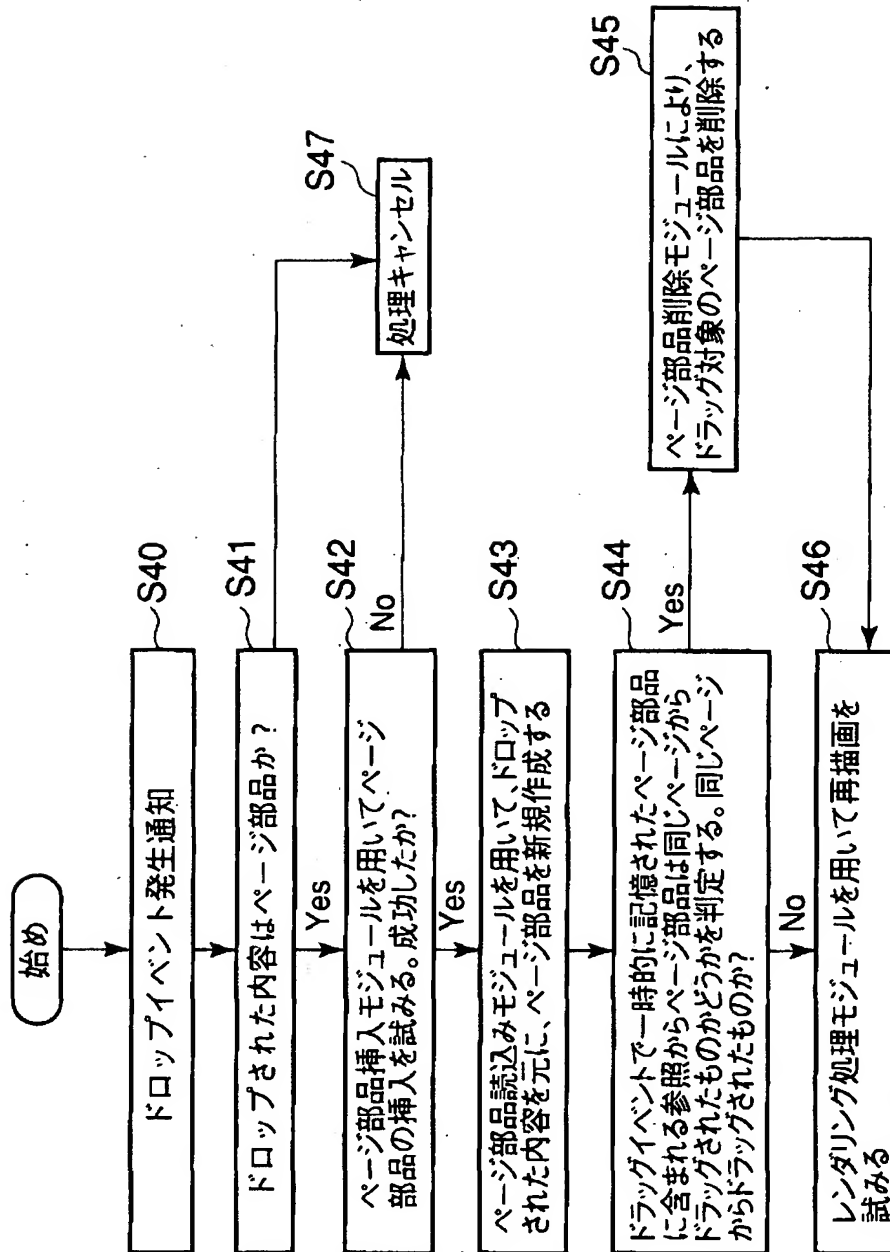 始め
S40
ドロップイベント発生通知
S41
ドロップされた内容はページ部品か?
Yes
S42
ページ部品挿入モジュールを用いてページ
部品の挿入を試みる。成功したか?
No
S47
処理キャンセル
Yes
S43
ページ部品読込みモジュールを用いて、ドロップ
された内容を元に、ページ部品を新規作成する
S44
ドラッグイベントで一時的に記憶されたページ部品
に含まれる参照からページ部品は同じページから
ドラッグされたものかどうかを判定する。同じページ
からドラッグされたものか?
Yes
S45
ページ部品削除モジュールにより、
ドラッグ対象のページ部品を削除する
No
S46
レンダリング処理モジュールを用いて再描画を
試みる